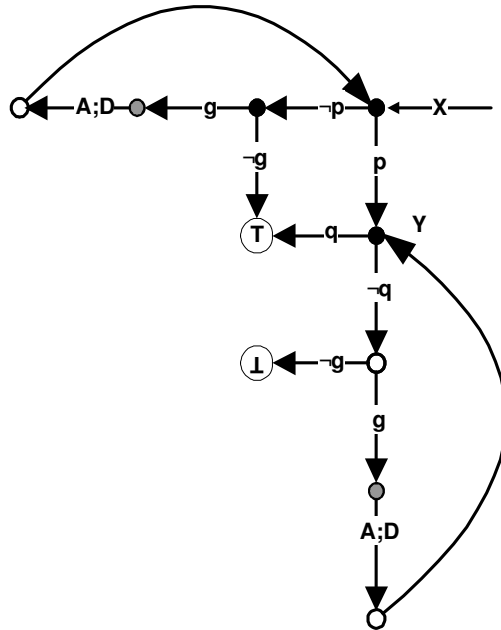 A;D g ¬p X
¬g p
T q Y
¬q
⊥ ¬g
g
A;D